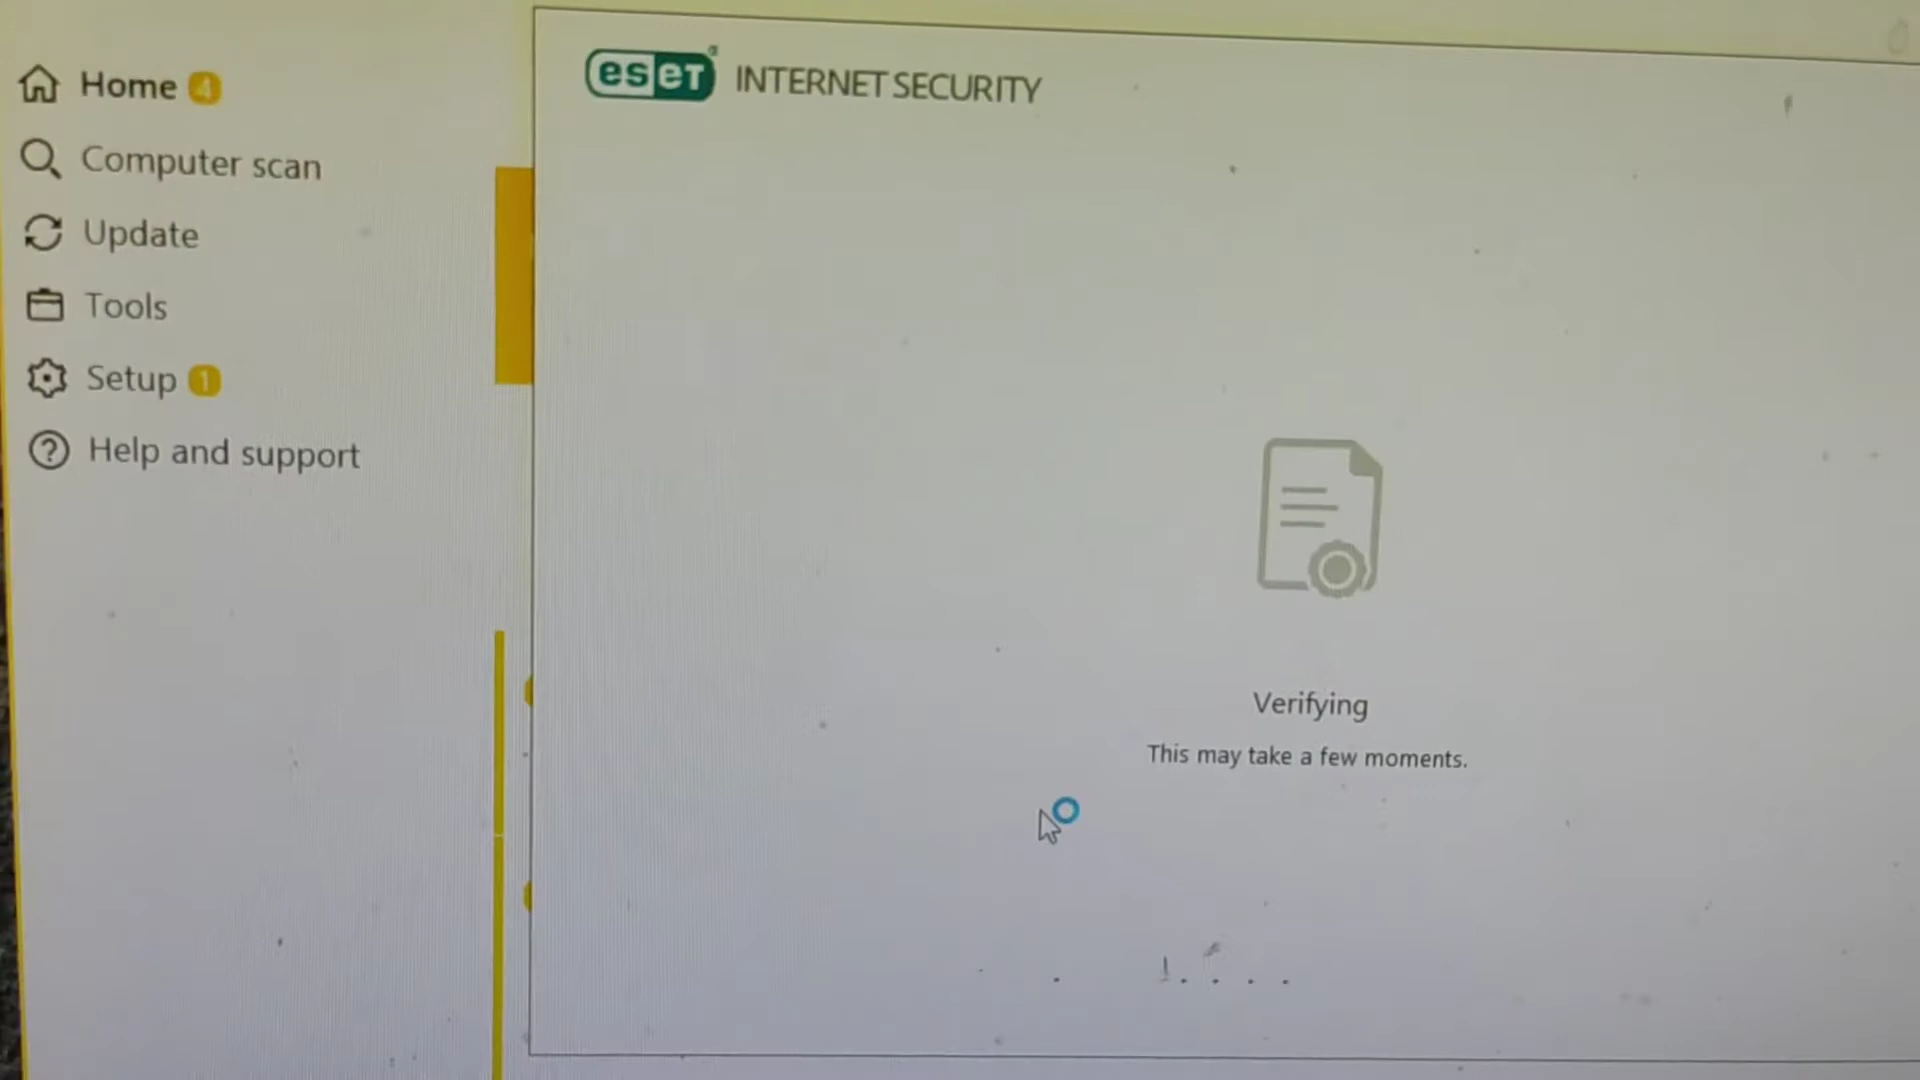 Home 4
Computer scan
Update
Tools
Setup 1
Help and support
eset INTERNET SECURITY
Verifying
This may take a few moments.